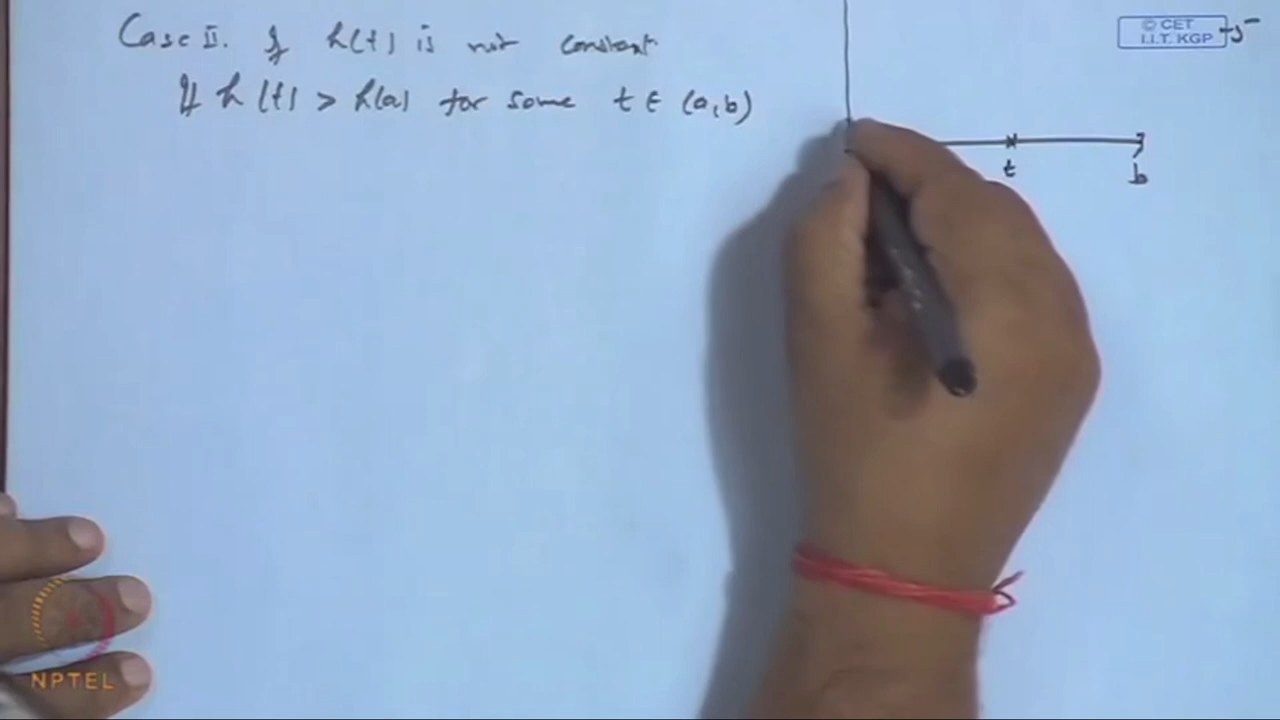 Case II. If h(t) is not constant
If h(t) > h(a) for some t ∈ (a,b)
© CET
I.I.T. KGP
t
b
NPTEL